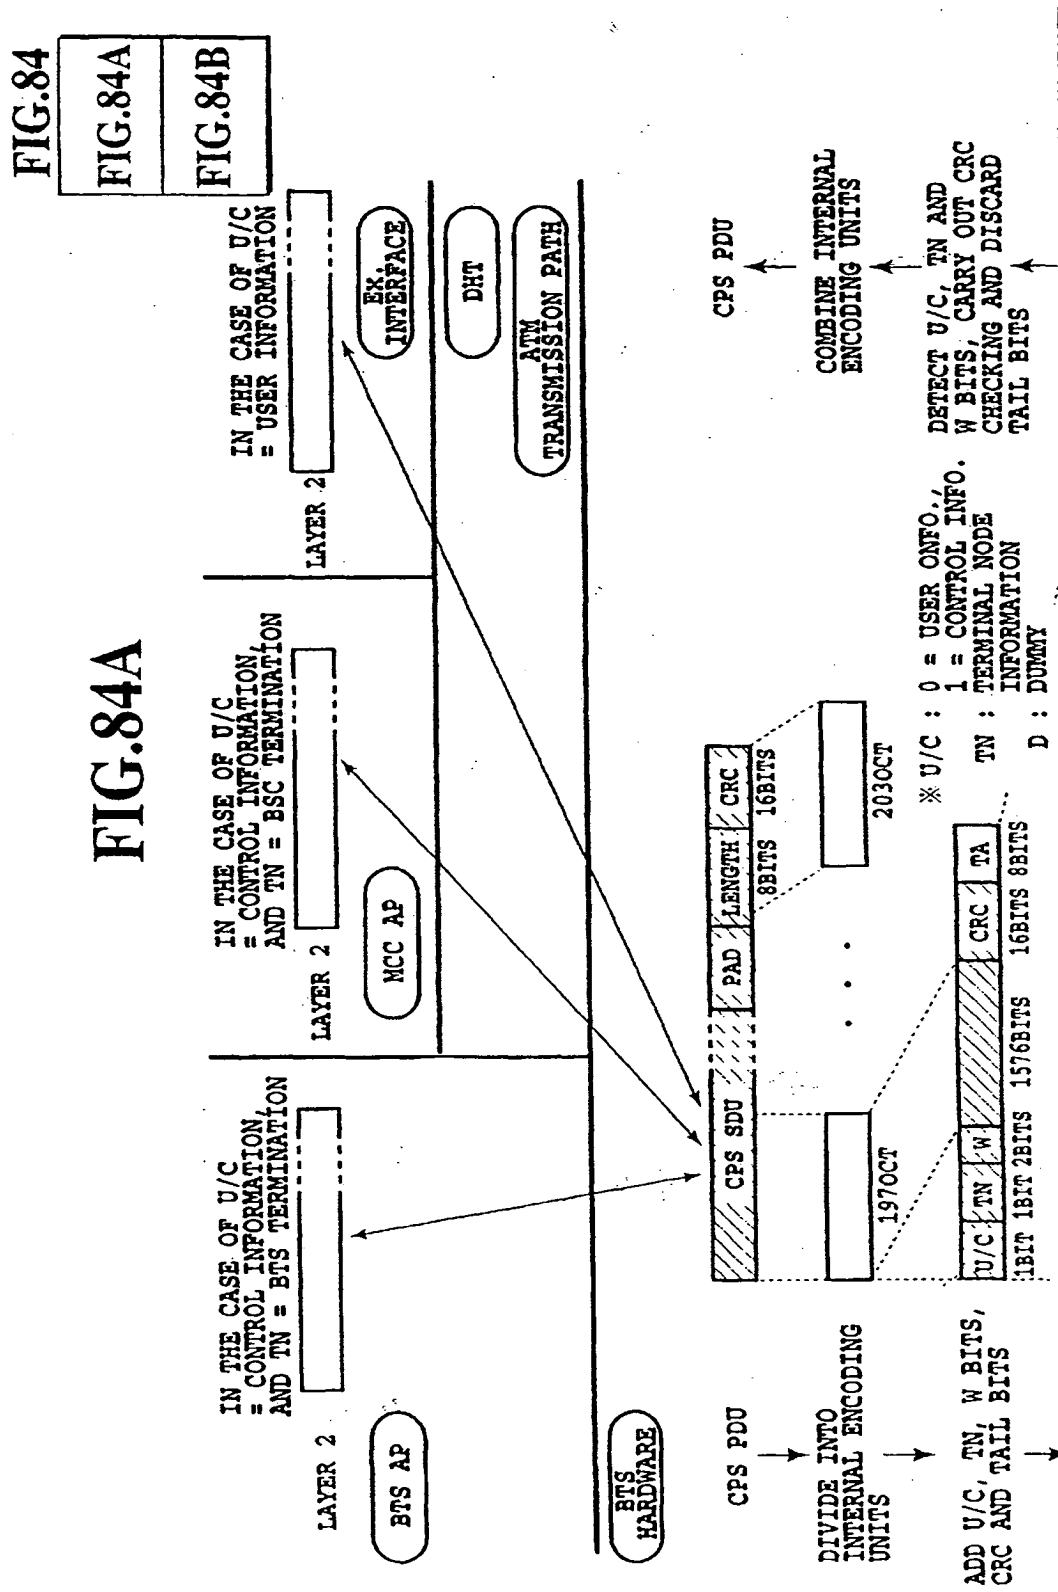 FIG.84
FIG.84A
FIG.84B
FIG.84A
IN THE CASE OF U/C
= CONTROL INFORMATION,
AND TN = BTS TERMINATION
LAYER 2
BTS AP
IN THE CASE OF U/C
= CONTROL INFORMATION,
AND TN = BSC TERMINATION
LAYER 2
MCC AP
IN THE CASE OF U/C
= USER INFORMATION
LAYER 2
EX.
INTERFACE
DHT
ATM
TRANSMISSION PATH
BTS
HARDWARE
CPS PDU
DIVIDE INTO
INTERNAL ENCODING
UNITS
ADD U/C, TN, W BITS,
CRC AND TAIL BITS
CPS SDU
PAD
LENGTH
CRC
8BITS
16BITS
197OCT
203OCT
U/C
TN
W
CRC
TA
1BIT
1BIT
2BITS
1576BITS
16BITS
8BITS
※ U/C : 0 = USER ONFO.,
1 = CONTROL INFO.
TN : TERMINAL NODE
INFORMATION
D : DUMMY
CPS PDU
COMBINE INTERNAL
ENCODING UNITS
DETECT U/C, TN AND
W BITS, CARRY OUT CRC
CHECKING AND DISCARD
TAIL BITS